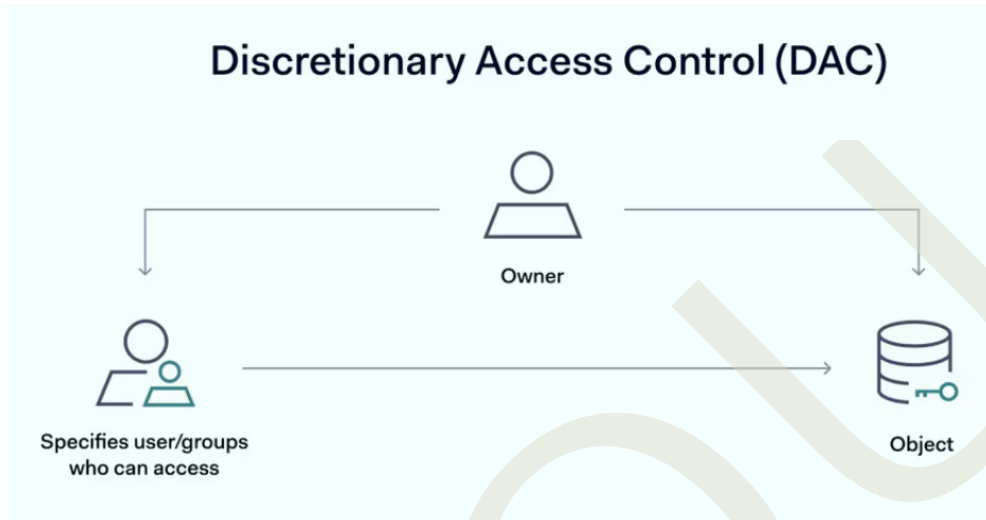 Discretionary Access Control (DAC)
Owner
Specifies user/groups
who can access
Object